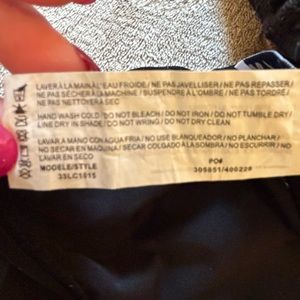 LAVER À LA MAIN À L'EAU FROIDE / NE PAS JAVELLISER / NE PAS REPASSER /
NE PAS SÉCHER À LA MACHINE / SUSPENDRE À L'OMBRE / NE PAS TORDRE /
NE PAS NETTOYER À SEC
HAND WASH COLD / DO NOT BLEACH / DO NOT IRON / DO NOT TUMBLE DRY /
LINE DRY IN SHADE / DO NOT WRING / DO NOT DRY CLEAN
LAVAR A MANO CON AGUA FRIA / NO USE BLANQUEADOR / NO PLANCHAR /
NO SECAR EN MAQUINA / SECAR COLGADO À LA SOMBRA / NO ESCURRIR / NO
LAVADO EN SECO
MODELE/STYLE PO#
33LC1015 305851/40022#